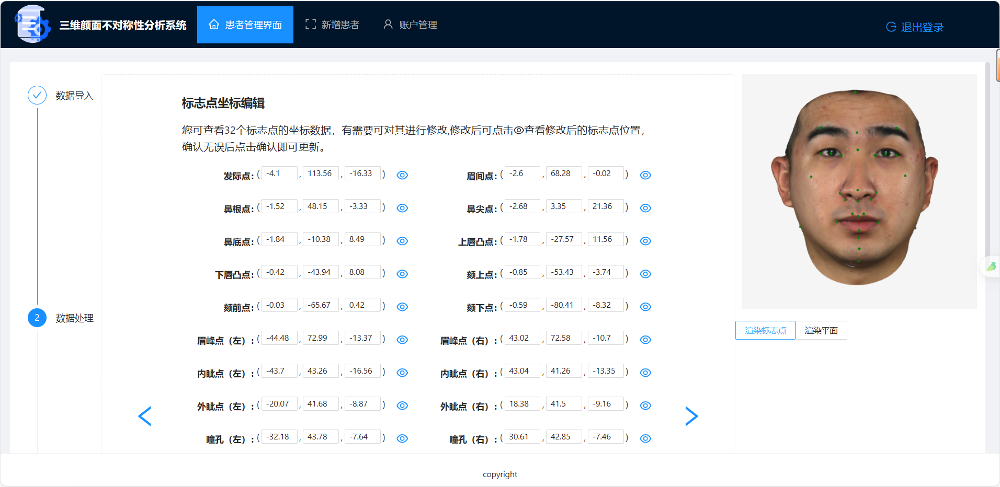 三维颜面不对称性分析系统
患者管理界面
新增患者
账户管理
退出登录
数据导入
2 数据处理
标志点坐标编辑
您可查看32个标志点的坐标数据，有需要可对其进行修改,修改后可点击查看修改后的标志点位置，
确认无误后点击确认即可更新。
发际点: ( -4.1 , 113.56 , -16.33 ) 眉间点: ( -2.6 , 68.28 , -0.02 )
鼻根点: ( -1.52 , 48.15 , -3.33 ) 鼻尖点: ( -2.68 , 3.35 , 21.36 )
鼻底点: ( -1.84 , -10.38 , 8.49 ) 上唇凸点: ( -1.78 , -27.57 , 11.56 )
下唇凸点: ( -0.42 , -43.94 , 8.08 ) 颏上点: ( -0.85 , -53.43 , -3.74 )
颏前点: ( -0.03 , -65.67 , 0.42 ) 颏下点: ( -0.59 , -80.41 , -8.32 )
眉峰点（左）: ( -44.48 , 72.99 , -13.37 ) 眉峰点（右）: ( 43.02 , 72.58 , -10.7 )
内眦点（左）: ( -43.7 , 43.26 , -16.56 ) 内眦点（右）: ( 43.04 , 41.26 , -13.35 )
外眦点（左）: ( -20.07 , 41.68 , -8.87 ) 外眦点（右）: ( 18.38 , 41.5 , -9.16 )
瞳孔（左）: ( -32.18 , 43.78 , -7.64 ) 瞳孔（右）: ( 30.61 , 42.85 , -7.46 )
渲染标志点 渲染平面
copyright